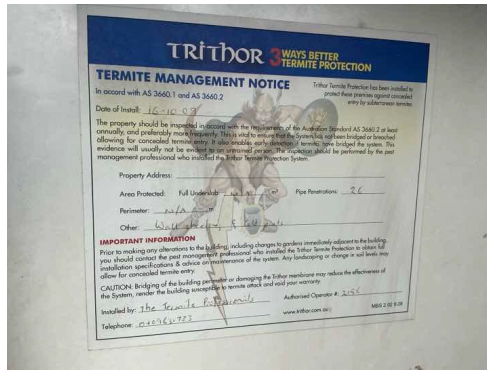 TRITHOR 3 WAYS BETTER TERMITE PROTECTION
TERMITE MANAGEMENT NOTICE
In accord with AS 3660.1 and AS 3660.2
Trithor Termite Protection has been installed to
protect these premises against concealed
entry by subterranean termites.
Date of Install: 16-10-09
The property should be inspected in accord with the requirements of the Australian Standard AS 3660.2 at least
annually, and preferably more frequently. This is vital to ensure that the System has not been bridged or breached
allowing for concealed termite entry. It also enables early detection if termites have bridged the system. This
evidence will usually not be evident to an untrained person. The inspection should be performed by the pest
management professional who installed the Trithor Termite Protection System.
Property Address:
Area Protected: Full Underslab N/A Pipe Penetrations: 26
Perimeter: N/A
Other: Wall
IMPORTANT INFORMATION
Prior to making any alterations to the building, including changes to gardens immediately adjacent to the building,
you should contact the pest management professional who installed the Trithor Termite Protection to obtain full
installation specifications & advice on maintenance of the system. Any landscaping or change in soil levels may
allow for concealed termite entry.
CAUTION: Bridging of the building perimeter or damaging the Trithor membrane may reduce the effectiveness of
the System, render the building susceptible to termite attack and void your warranty.
Installed by: The Termite Professionals Authorised Operator #:
Telephone: www.trithor.com.au MBS 2.02 8-08